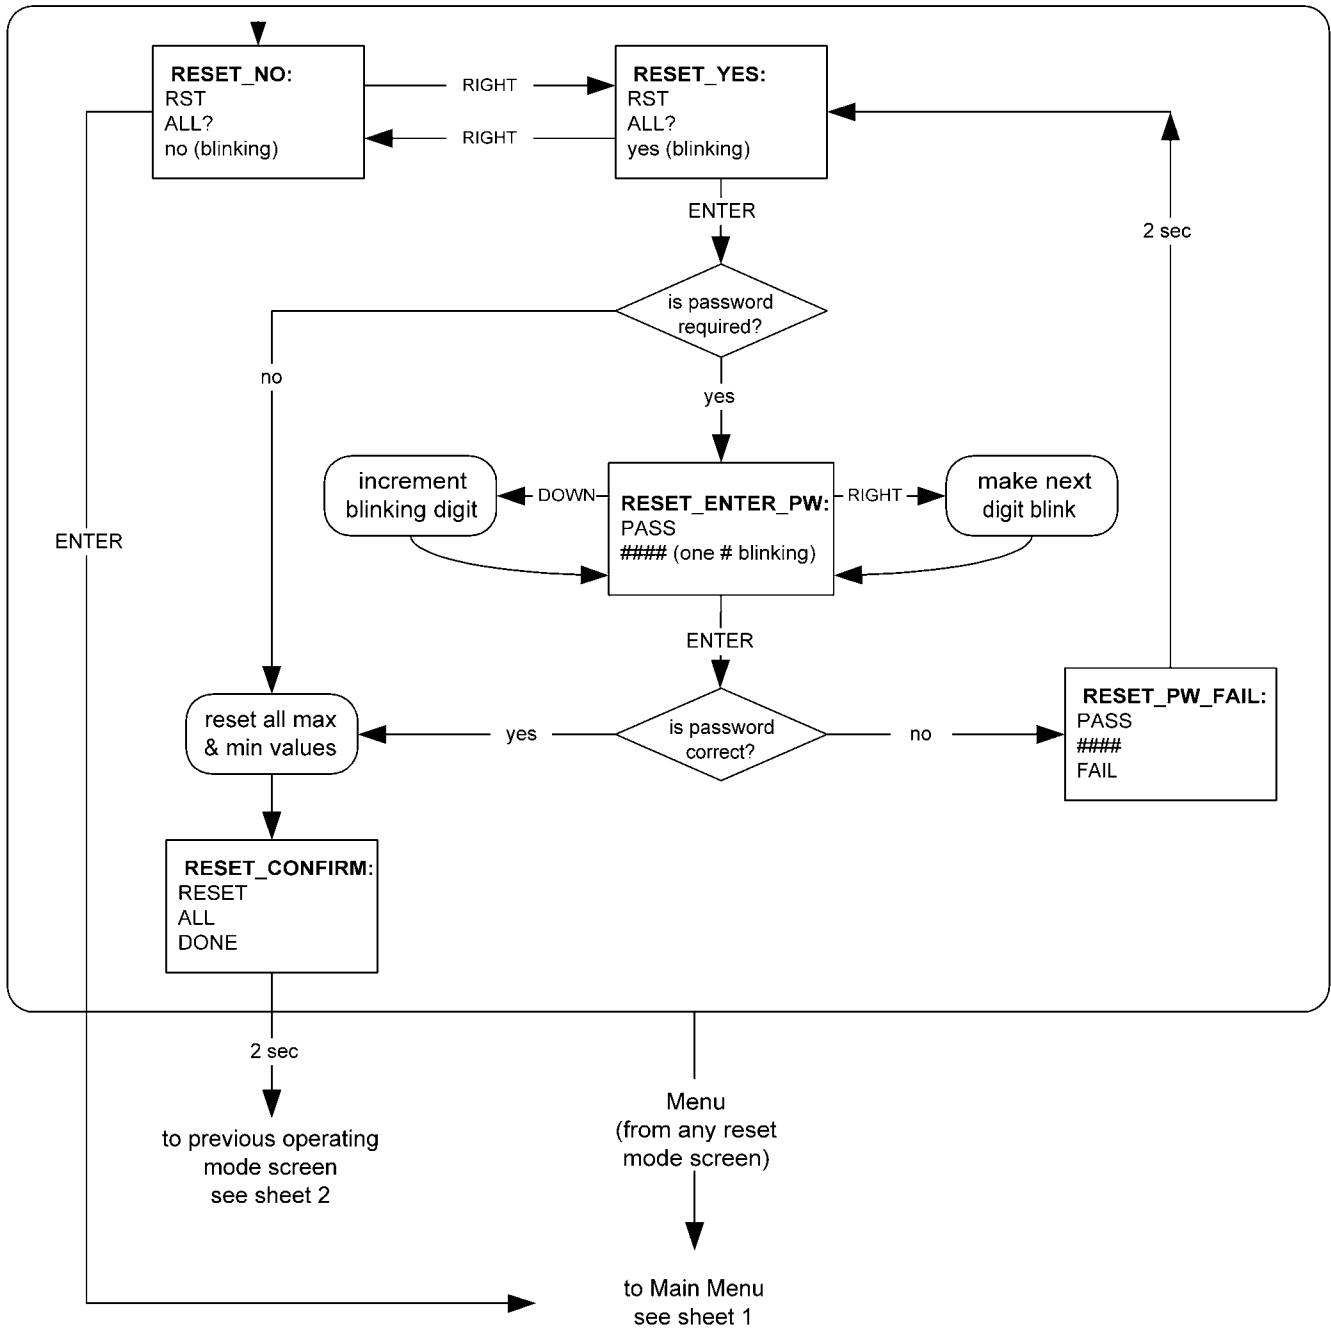 RESET_NO:
RST
ALL?
no (blinking)
RIGHT
RIGHT
RESET_YES:
RST
ALL?
yes (blinking)
ENTER
2 sec
is password
required?
no
yes
increment
blinking digit
DOWN
RESET_ENTER_PW:
PASS
#### (one # blinking)
RIGHT
make next
digit blink
ENTER
ENTER
reset all max
& min values
yes
is password
correct?
no
RESET_PW_FAIL:
PASS
####
FAIL
RESET_CONFIRM:
RESET
ALL
DONE
2 sec
to previous operating
mode screen
see sheet 2
Menu
(from any reset
mode screen)
to Main Menu
see sheet 1